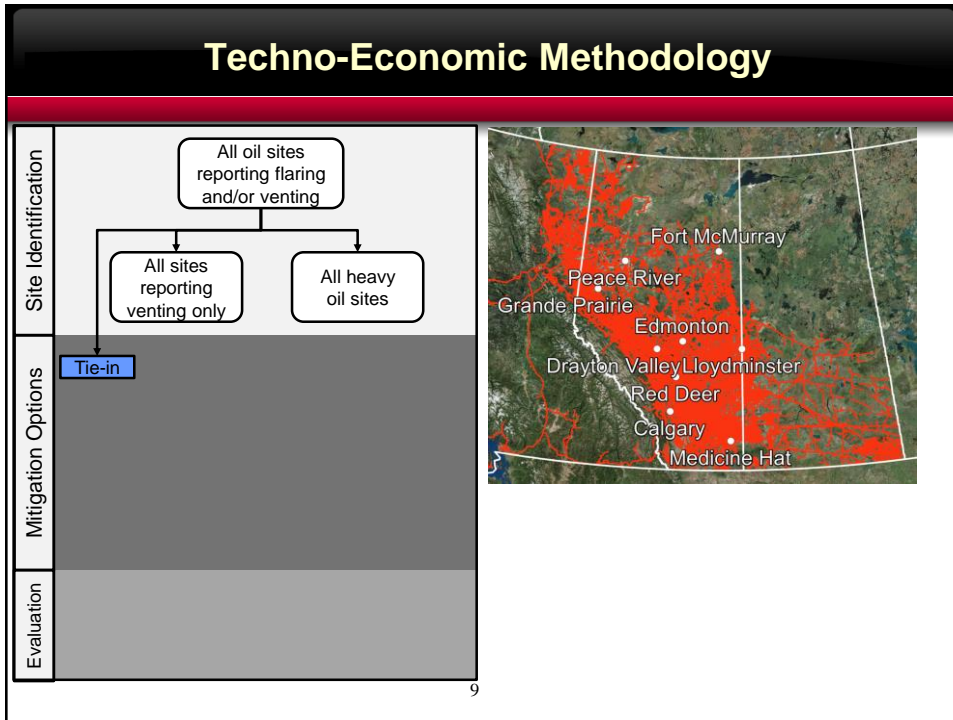 Techno-Economic Methodology
Site Identification
All oil sites
reporting flaring
and/or venting
All sites
reporting
venting only
All heavy
oil sites
Mitigation Options
Tie-in
Evaluation
Fort McMurray
Peace River
Grande Prairie
Edmonton
Drayton Valley
Lloydminster
Red Deer
Calgary
Medicine Hat
9